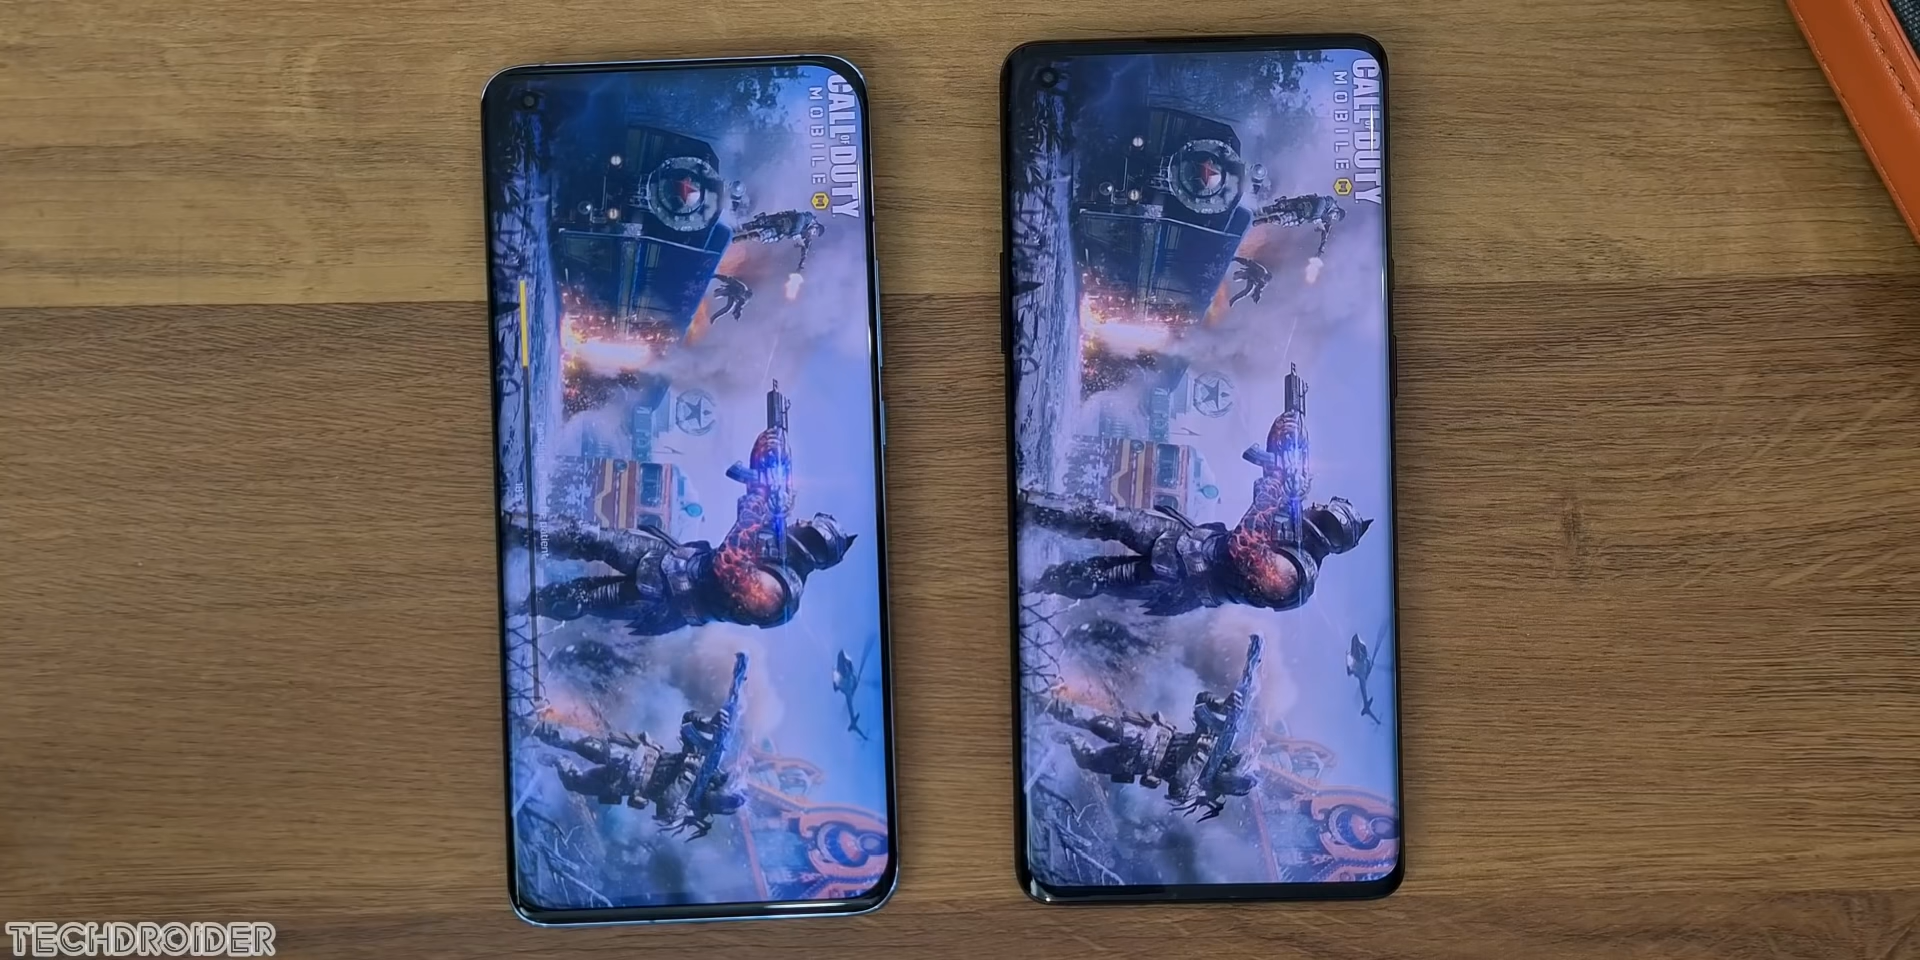 CALL OF DUTY
MOBILE
CALL OF DUTY
MOBILE
TECHDROIDER